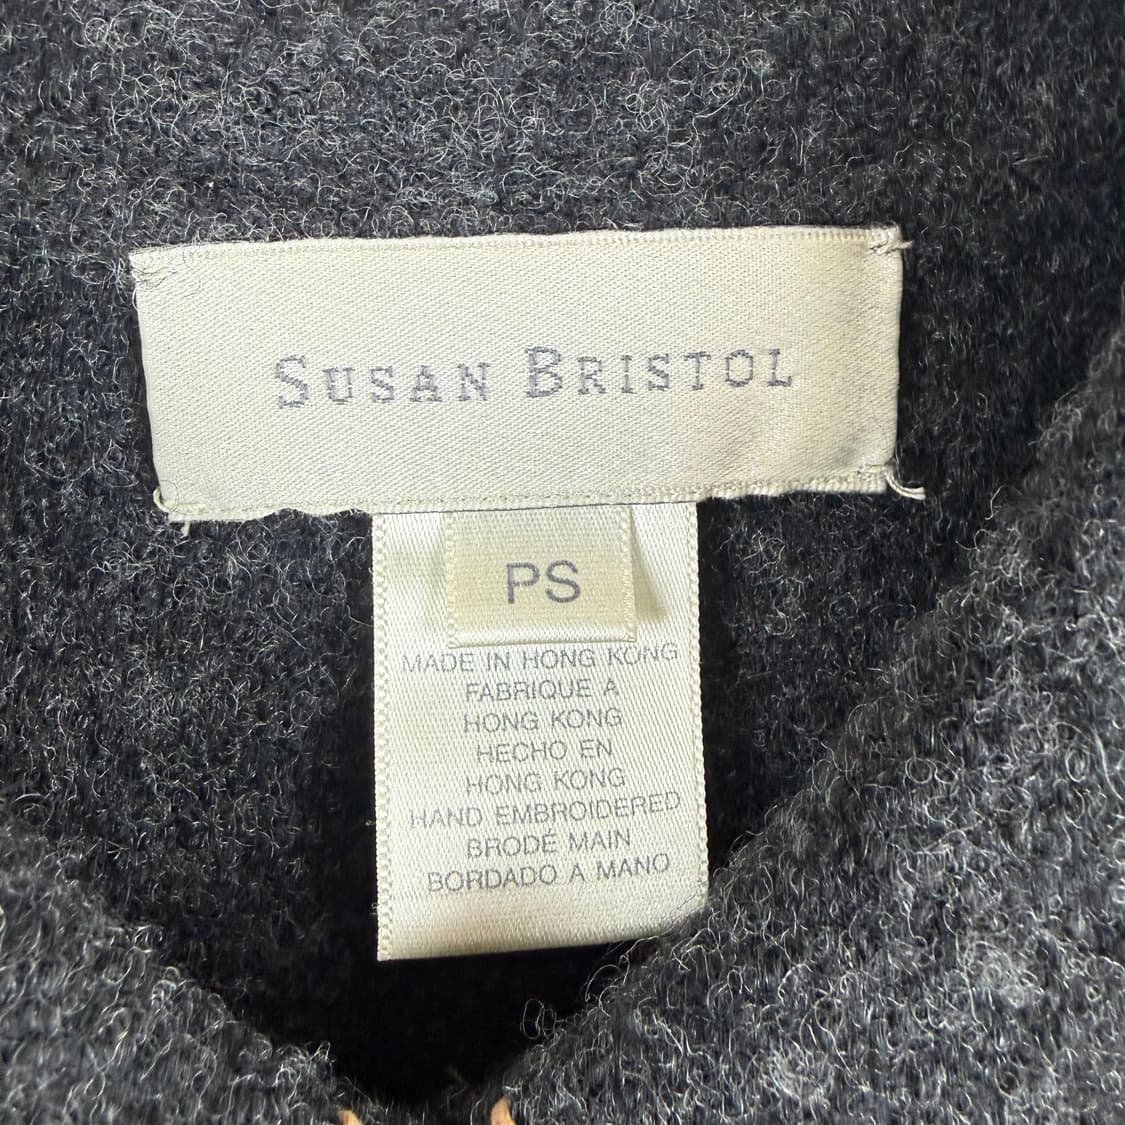 SUSAN BRISTOL
PS
MADE IN HONG KONG
FABRIQUE A
HONG KONG
HECHO EN
HONG KONG
HAND EMBROIDERED
BRODÉ MAIN
BORDADO A MANO